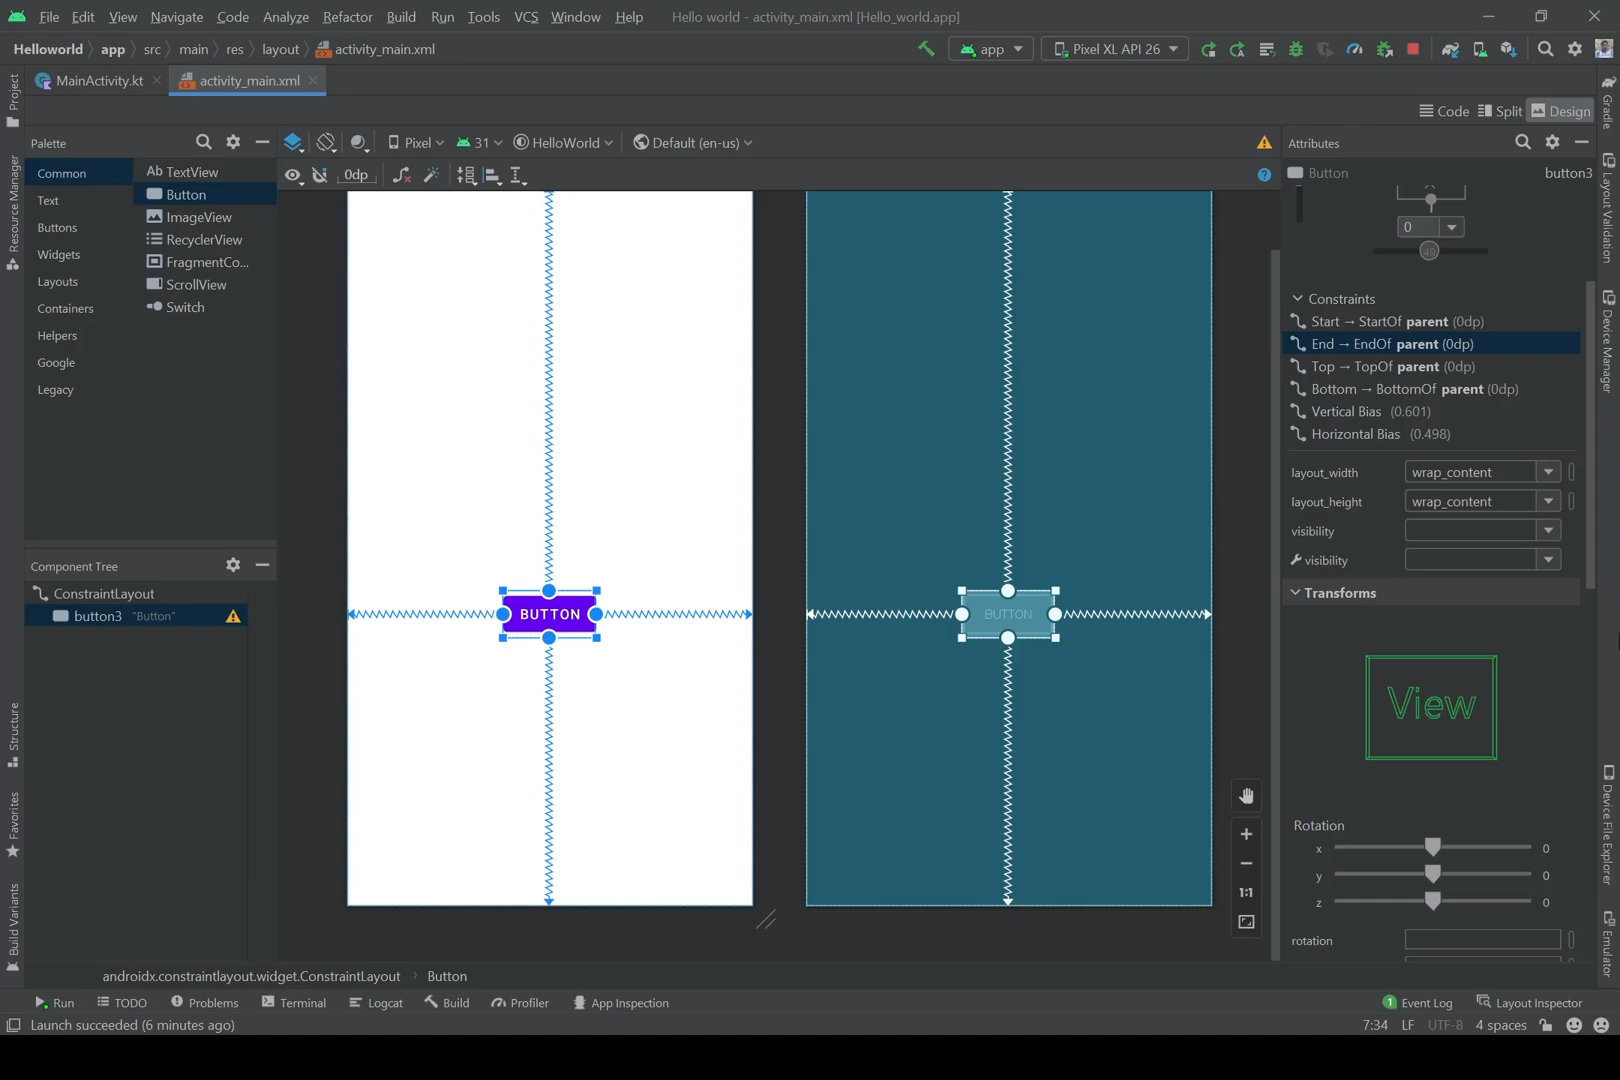 File Edit View Navigate Code Analyze Refactor Build Run Tools VCS Window Help Hello world - activity_main.xml [Hello_world.app]
Helloworld app src main res layout activity_main.xml app Pixel XL API 26
MainActivity.kt activity_main.xml
Code Split Design
Palette Pixel 31 HelloWorld Default (en-us) Attributes
Common
Text
Buttons
Widgets
Layouts
Containers
Helpers
Google
Legacy
Ab TextView
Button
ImageView
RecyclerView
FragmentCo...
ScrollView
Switch
0dp
Button button3
0
49
Constraints
Start → StartOf parent (0dp)
End → EndOf parent (0dp)
Top → TopOf parent (0dp)
Bottom → BottomOf parent (0dp)
Vertical Bias (0.601)
Horizontal Bias (0.498)
layout_width wrap_content
layout_height wrap_content
visibility
visibility
Transforms
View
Rotation
x 0
y 0
z 0
rotation
Component Tree
ConstraintLayout
button3 "Button"
BUTTON
BUTTON
1:1
Project
Resource Manager
Structure
Favorites
Build Variants
Gradle
Layout Validation
Device Manager
Device File Explorer
Emulator
androidx.constraintlayout.widget.ConstraintLayout Button
Run TODO Problems Terminal Logcat Build Profiler App Inspection 1 Event Log Layout Inspector
Launch succeeded (6 minutes ago) 7:34 LF UTF-8 4 spaces